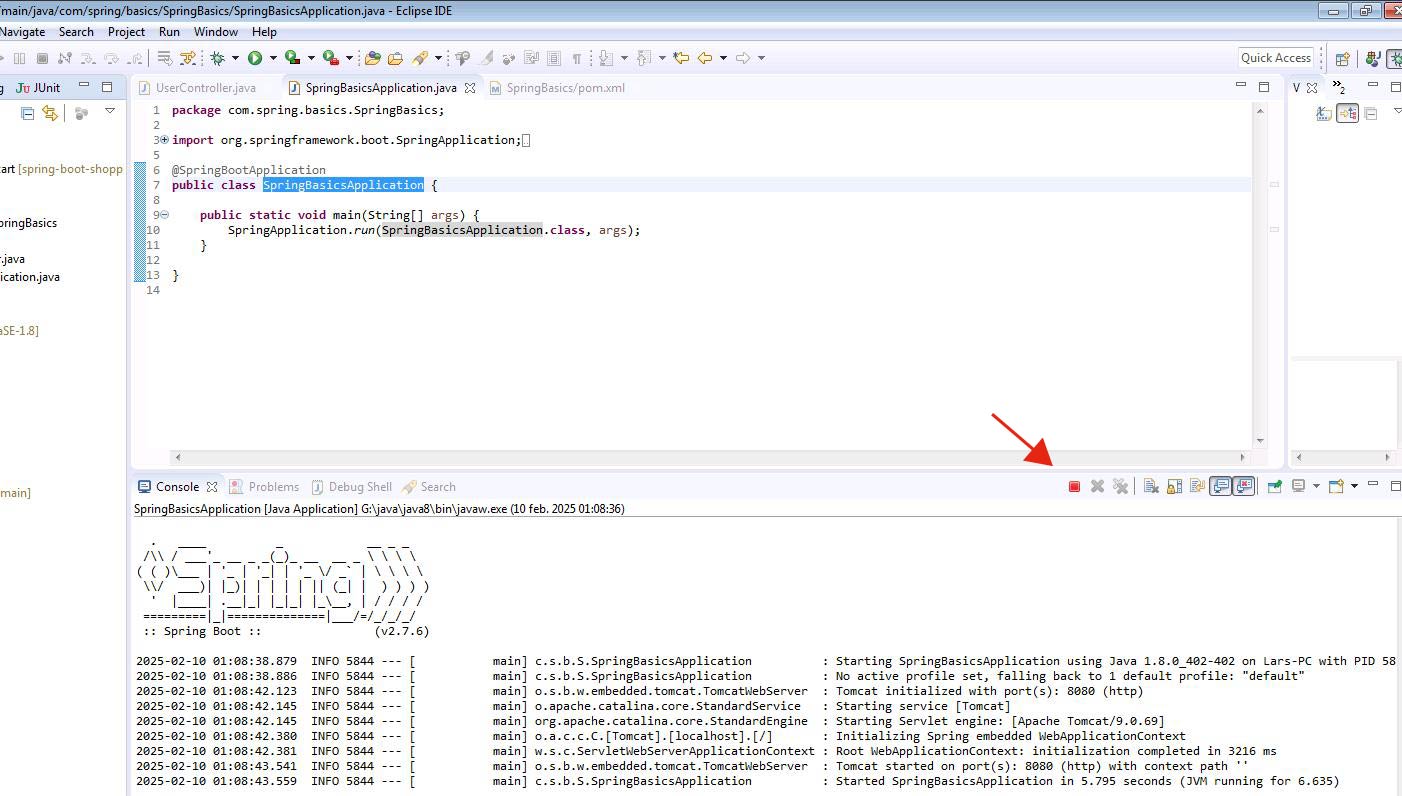 /main/java/com/spring/basics/SpringBasics/SpringBasicsApplication.java - Eclipse IDE
Navigate Search Project Run Window Help
Quick Access
g JUnit
UserController.java SpringBasicsApplication.java SpringBasics/pom.xml
V »2
1 package com.spring.basics.SpringBasics;
2
3 import org.springframework.boot.SpringApplication;
5
6 @SpringBootApplication
7 public class SpringBasicsApplication {
8
9 public static void main(String[] args) {
10 SpringApplication.run(SpringBasicsApplication.class, args);
11 }
12
13 }
14
tart [spring-boot-shopp
pringBasics
r.java
ication.java
aSE-1.8]
main]
Console Problems Debug Shell Search
SpringBasicsApplication [Java Application] G:\java\java8\bin\javaw.exe (10 feb. 2025 01:08:36)
Spring
:: Spring Boot :: (v2.7.6)
2025-02-10 01:08:38.879 INFO 5844 --- [ main] c.s.b.S.SpringBasicsApplication : Starting SpringBasicsApplication using Java 1.8.0_402-402 on Lars-PC with PID 58
2025-02-10 01:08:38.886 INFO 5844 --- [ main] c.s.b.S.SpringBasicsApplication : No active profile set, falling back to 1 default profile: "default"
2025-02-10 01:08:42.123 INFO 5844 --- [ main] o.s.b.w.embedded.tomcat.TomcatWebServer : Tomcat initialized with port(s): 8080 (http)
2025-02-10 01:08:42.145 INFO 5844 --- [ main] o.apache.catalina.core.StandardService : Starting service [Tomcat]
2025-02-10 01:08:42.145 INFO 5844 --- [ main] org.apache.catalina.core.StandardEngine : Starting Servlet engine: [Apache Tomcat/9.0.69]
2025-02-10 01:08:42.380 INFO 5844 --- [ main] o.a.c.c.C.[Tomcat].[localhost].[/] : Initializing Spring embedded WebApplicationContext
2025-02-10 01:08:42.381 INFO 5844 --- [ main] w.s.c.ServletWebServerApplicationContext : Root WebApplicationContext: initialization completed in 3216 ms
2025-02-10 01:08:43.541 INFO 5844 --- [ main] o.s.b.w.embedded.tomcat.TomcatWebServer : Tomcat started on port(s): 8080 (http) with context path ''
2025-02-10 01:08:43.559 INFO 5844 --- [ main] c.s.b.S.SpringBasicsApplication : Started SpringBasicsApplication in 5.795 seconds (JVM running for 6.635)